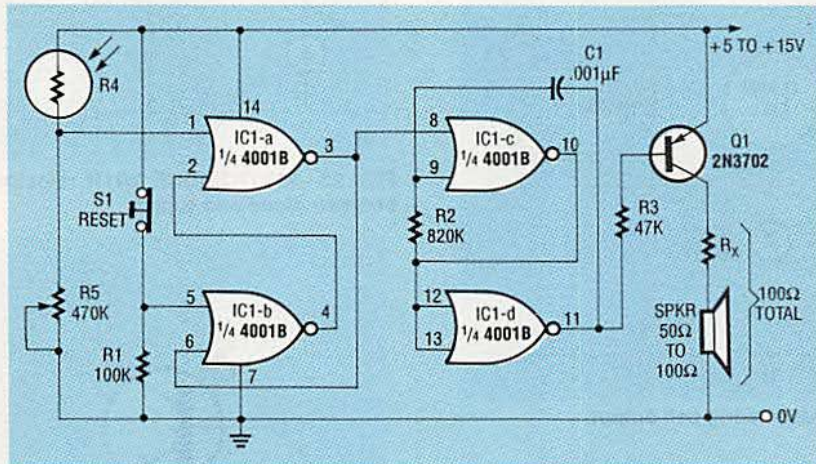 +5 TO +15V
C1
.001µF
R4
14
1
IC1-a
¼ 4001B
3
2
8
IC1-c
¼ 4001B
10
9
Q1
2N3702
S1
RESET
R2
820K
R3
47K
RX
R5
470K
5
IC1-b
¼ 4001B
4
6
7
R1
100K
12
IC1-d
¼ 4001B
11
13
SPKR
50Ω
TO
100Ω
100Ω
TOTAL
0V